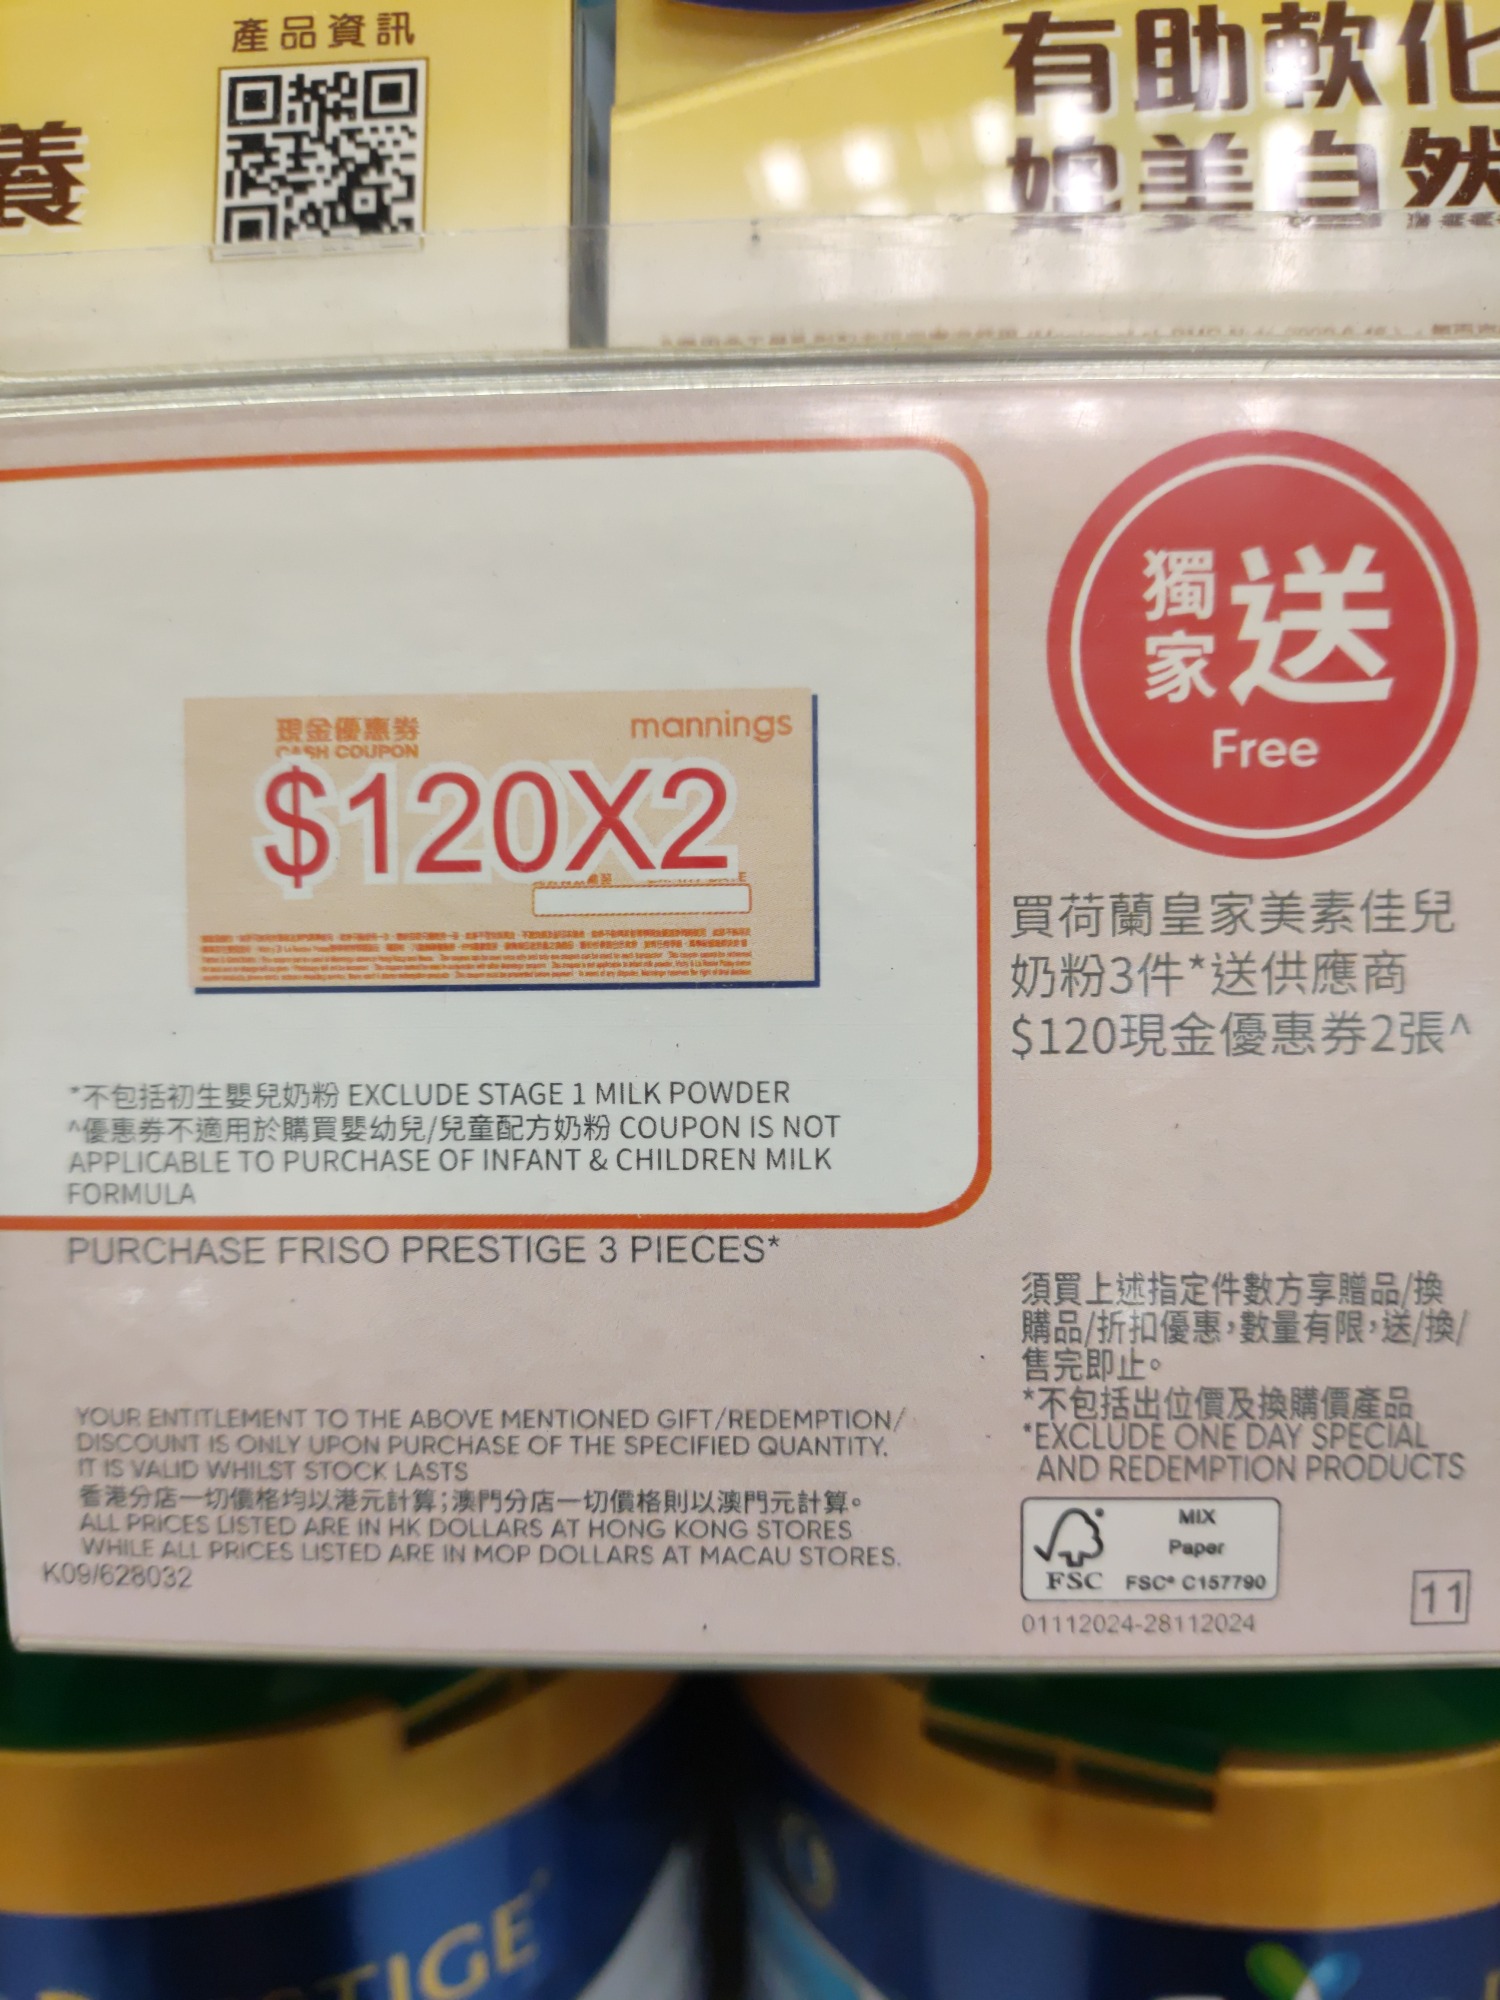 產品資訊
養
有助軟化
媲美自然
獨家送
Free
現金優惠券
mannings
CASH COUPON
$120X2
買荷蘭皇家美素佳兒
奶粉3件*送供應商
$120現金優惠券2張^
*不包括初生嬰兒奶粉 EXCLUDE STAGE 1 MILK POWDER
^優惠券不適用於購買嬰幼兒/兒童配方奶粉 COUPON IS NOT
APPLICABLE TO PURCHASE OF INFANT & CHILDREN MILK
FORMULA
PURCHASE FRISO PRESTIGE 3 PIECES*
須買上述指定件數方享贈品/換
購品/折扣優惠，數量有限，送/換/
售完即止。
*不包括出位價及換購價產品
*EXCLUDE ONE DAY SPECIAL
AND REDEMPTION PRODUCTS
YOUR ENTITLEMENT TO THE ABOVE MENTIONED GIFT/REDEMPTION/
DISCOUNT IS ONLY UPON PURCHASE OF THE SPECIFIED QUANTITY.
IT IS VALID WHILST STOCK LASTS
香港分店一切價格均以港元計算；澳門分店一切價格則以澳門元計算。
ALL PRICES LISTED ARE IN HK DOLLARS AT HONG KONG STORES
WHILE ALL PRICES LISTED ARE IN MOP DOLLARS AT MACAU STORES.
K09/628032
MIX
Paper
FSC
FSC® C157790
01112024-28112024
11
TIGE